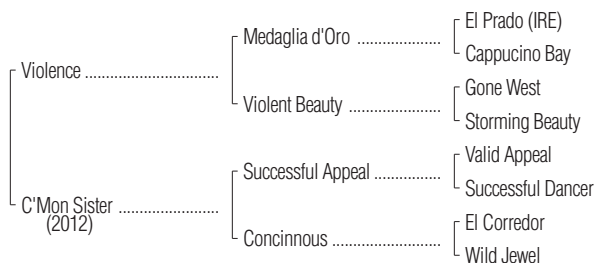 El Prado (IRE)
Medaglia d'Oro ....................
Cappucino Bay
Violence ................................
Gone West
Violent Beauty ......................
Storming Beauty
Valid Appeal
Successful Appeal ................
Successful Dancer
C'Mon Sister ........................
(2012)
El Corredor
Concinnous ..........................
Wild Jewel